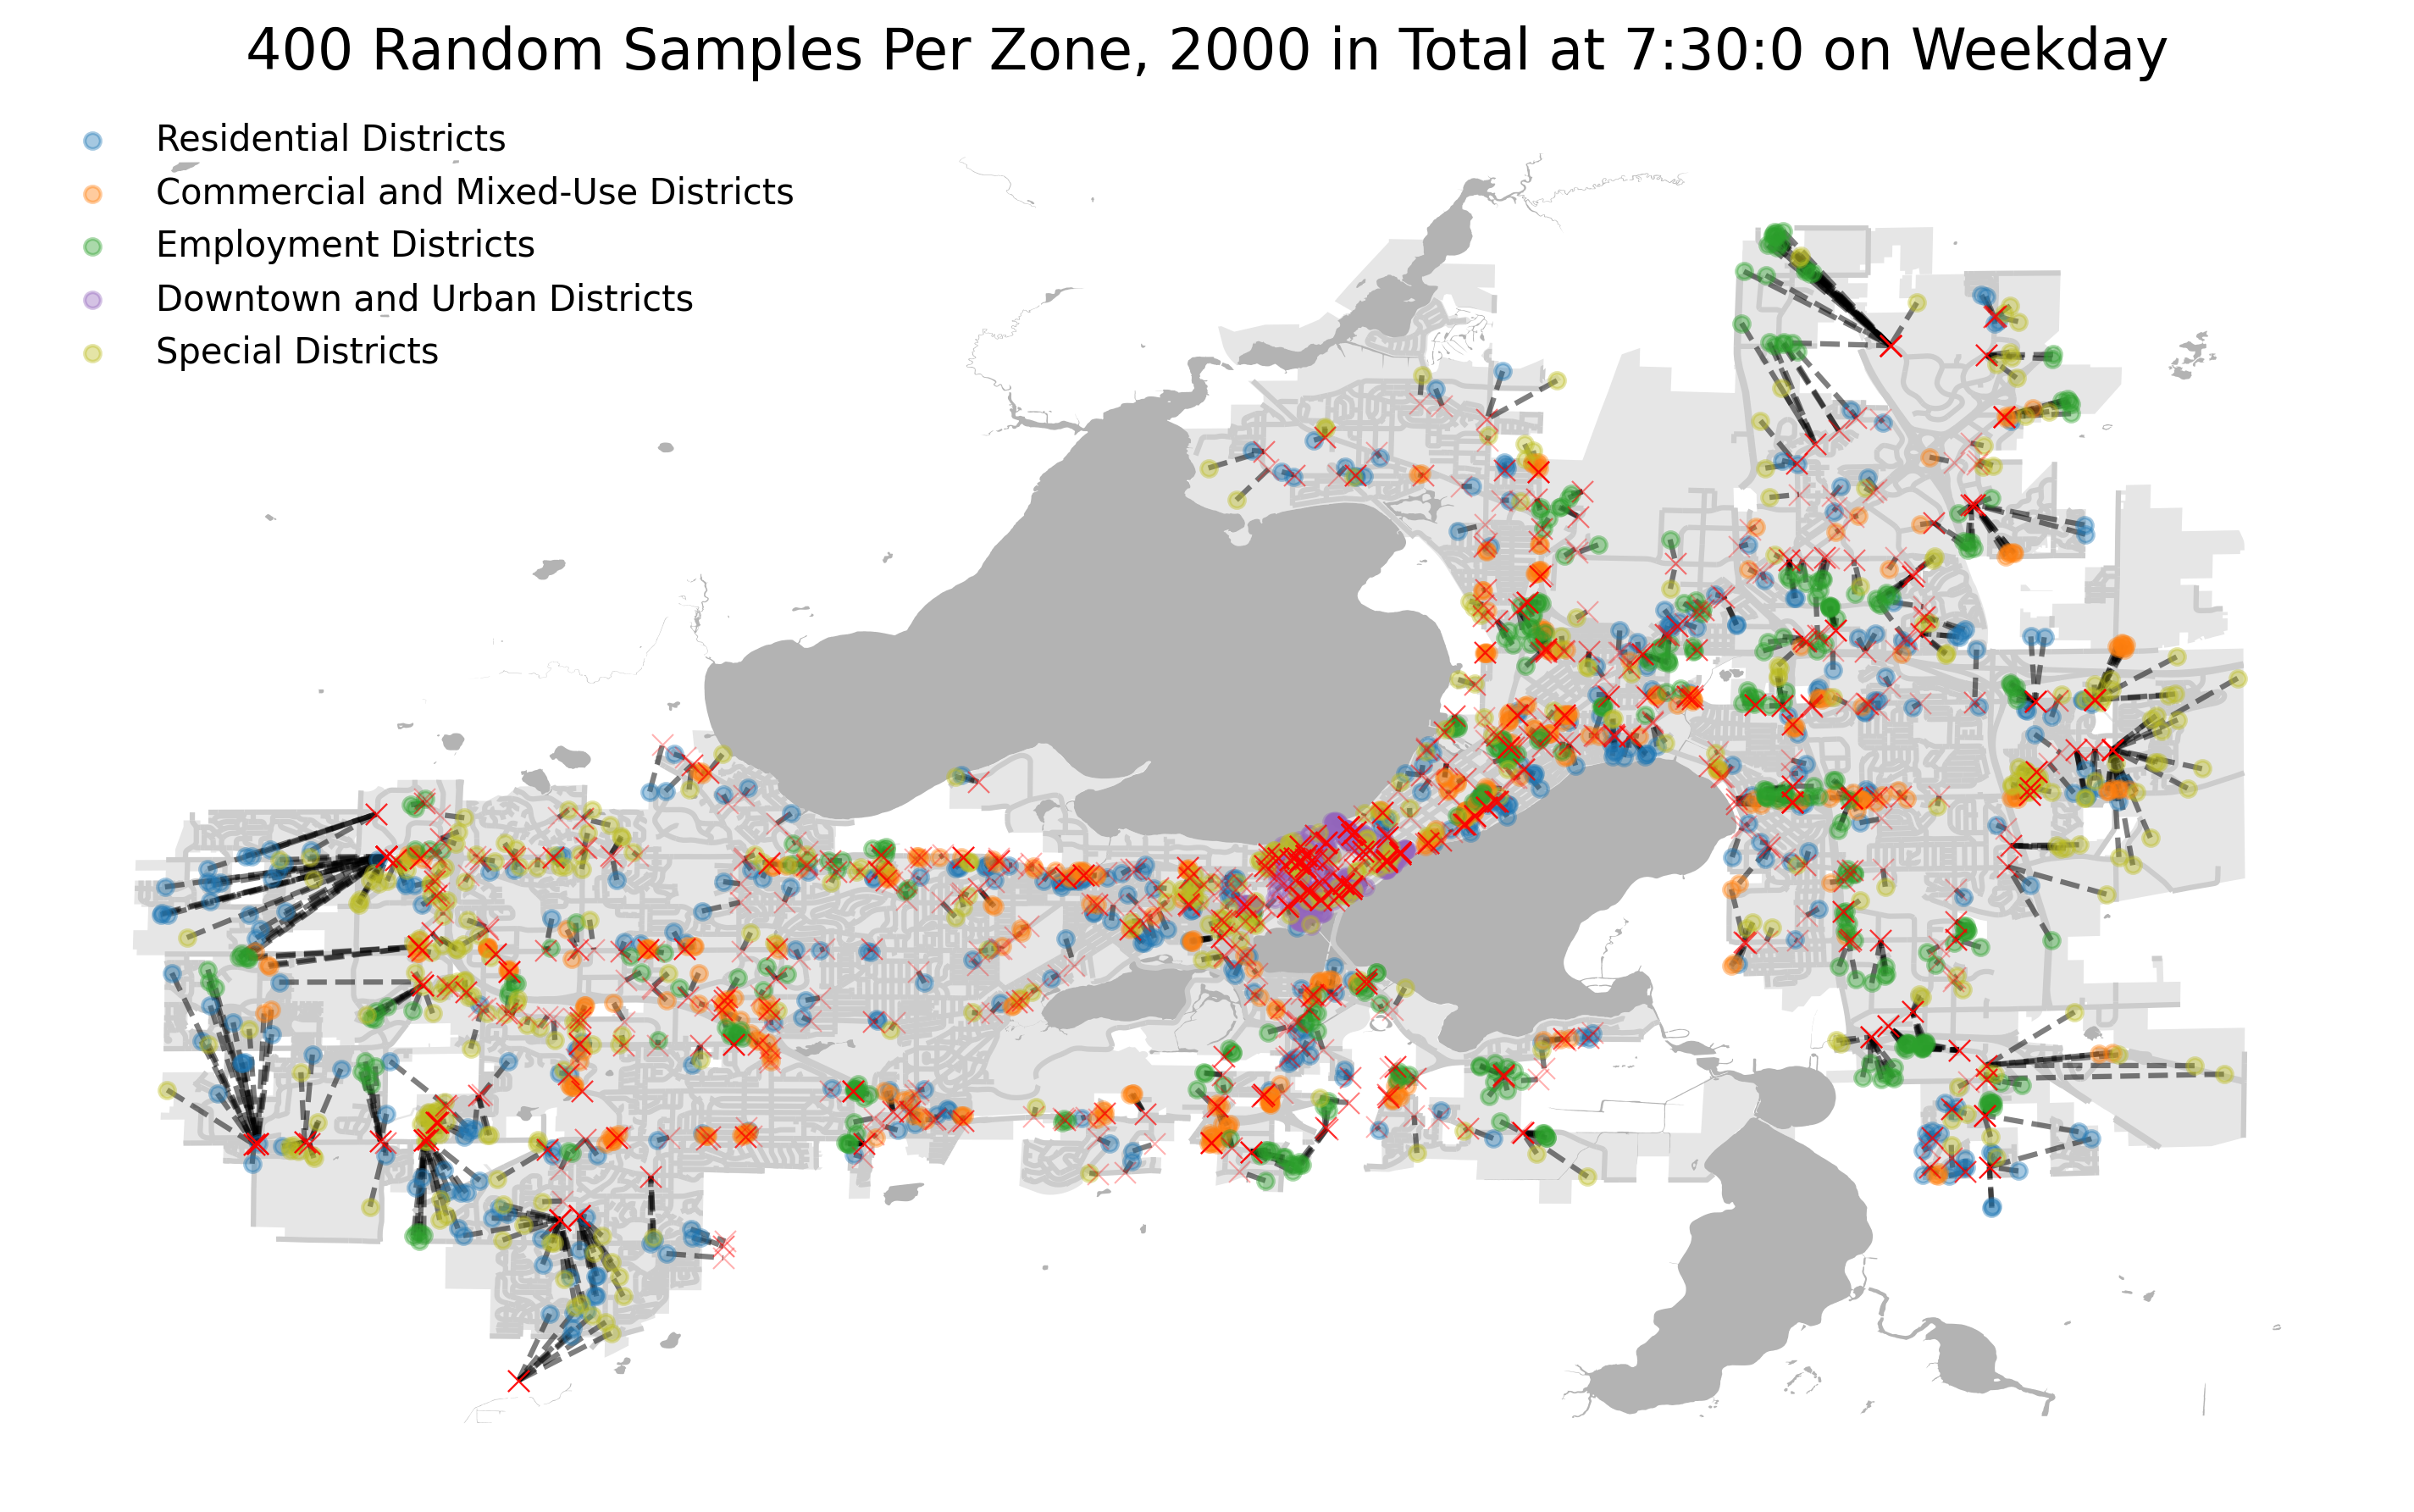 400 Random Samples Per Zone, 2000 in Total at 7:30:0 on Weekday
Residential Districts
Commercial and Mixed-Use Districts
Employment Districts
Downtown and Urban Districts
Special Districts